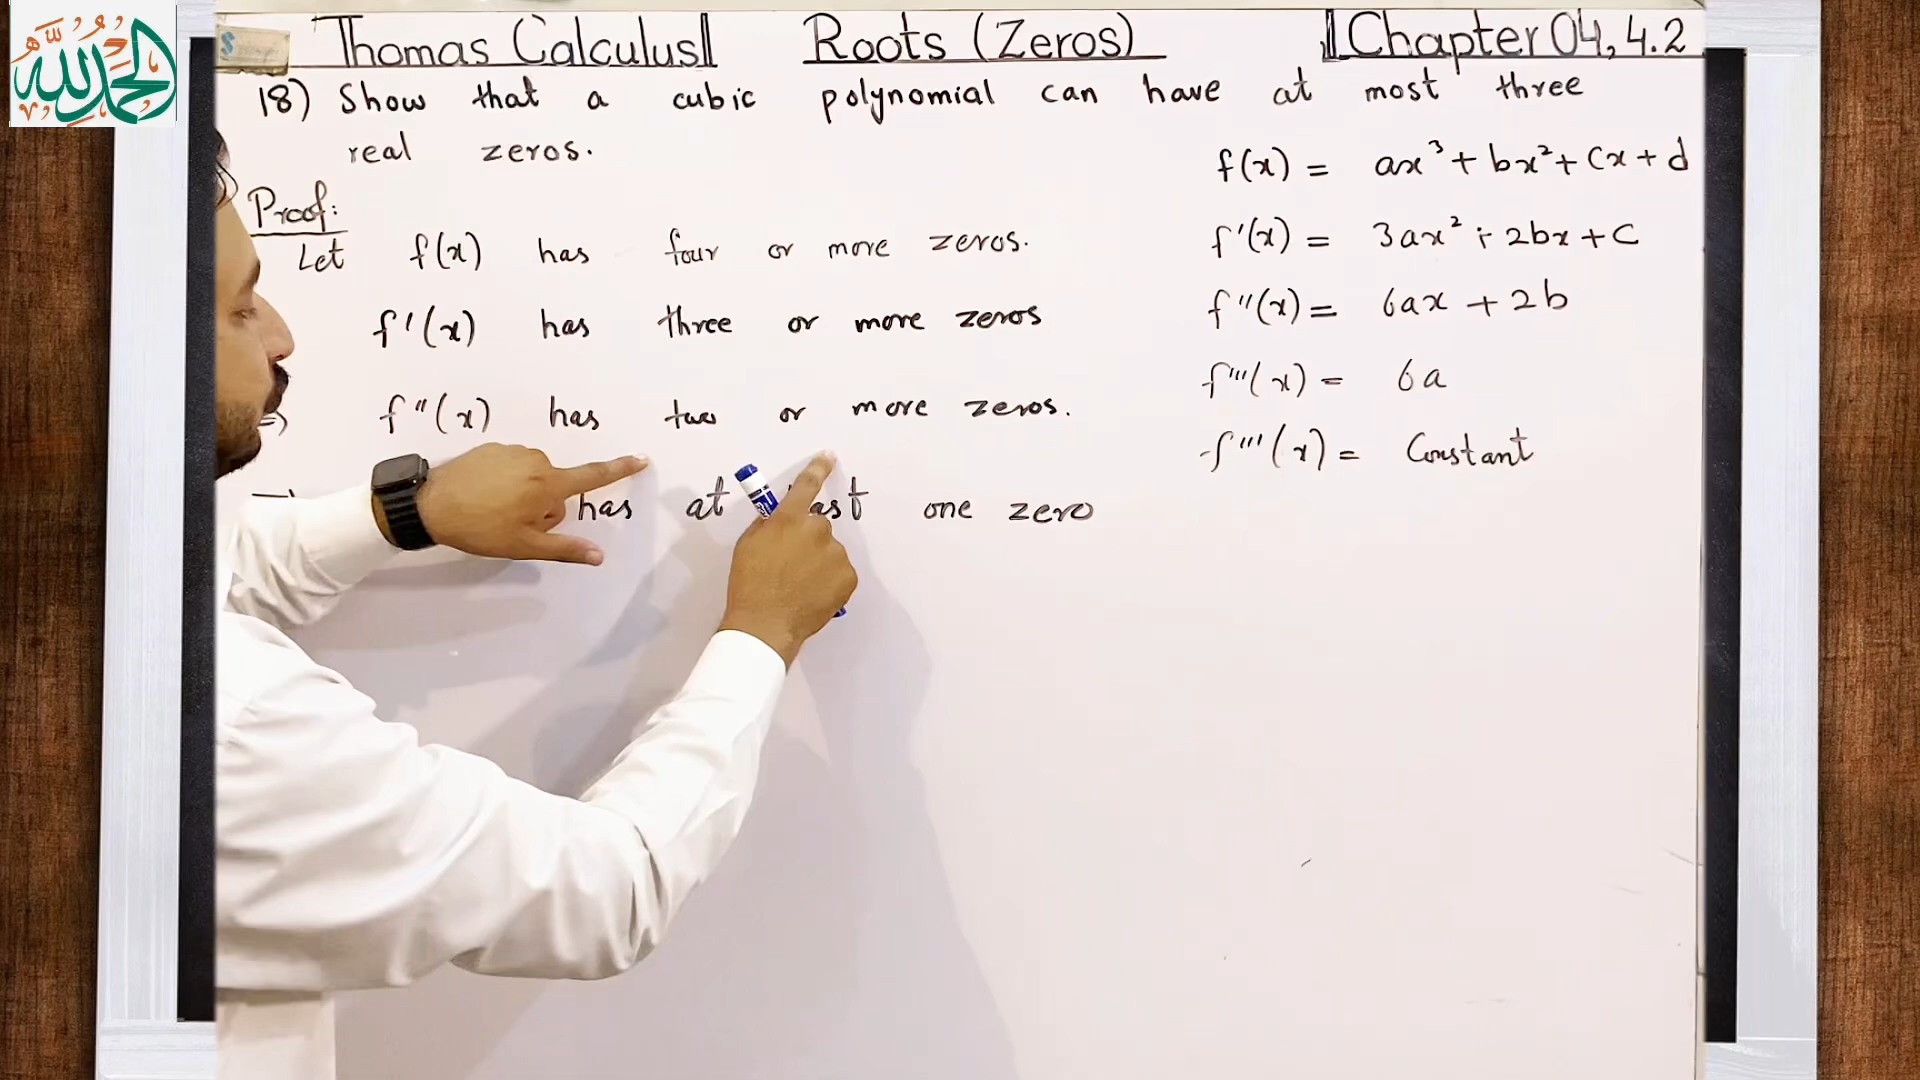 الحمد لله
Thomas Calculus Roots (Zeros) Chapter 04, 4.2
18) Show that a cubic polynomial can have at most three
real zeros.
Proof:
Let f(x) has four or more zeros.
f'(x) has three or more zeros
=> f''(x) has two or more zeros.
has at one zero
f(x) = ax³ + bx² + cx + d
f'(x) = 3ax² + 2bx + c
f''(x) = 6ax + 2b
f'''(x) = 6a
f'''(x) = Constant